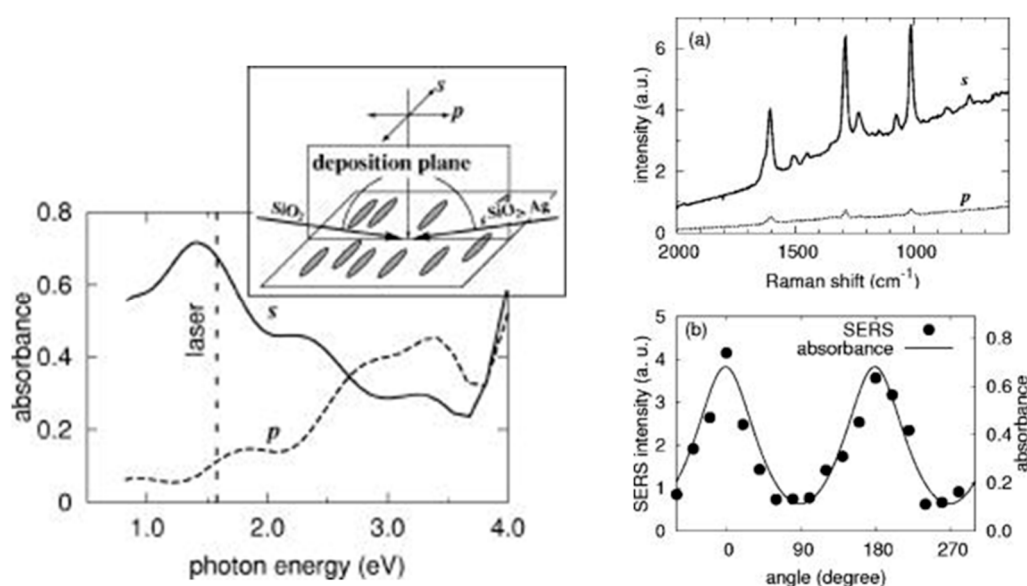 s
p
deposition plane
SiO₂
SiO₂, Ag
0.8
0.6
0.4
0.2
0
absorbance
laser
s
p
1.0 2.0 3.0 4.0
photon energy (eV)
(a)
6
4
2
0
intensity (a.u.)
s
p
2000 1500 1000
Raman shift (cm⁻¹)
(b)
SERS
absorbance
5
4
3
2
1
0
SERS intensity (a. u.)
0.8
0.6
0.4
0.2
0.0
absorbance
0 90 180 270
angle (degree)